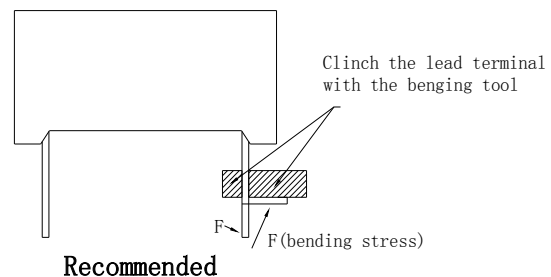 Clinch the lead terminal
with the benging tool
F
F(bending stress)
Recommended